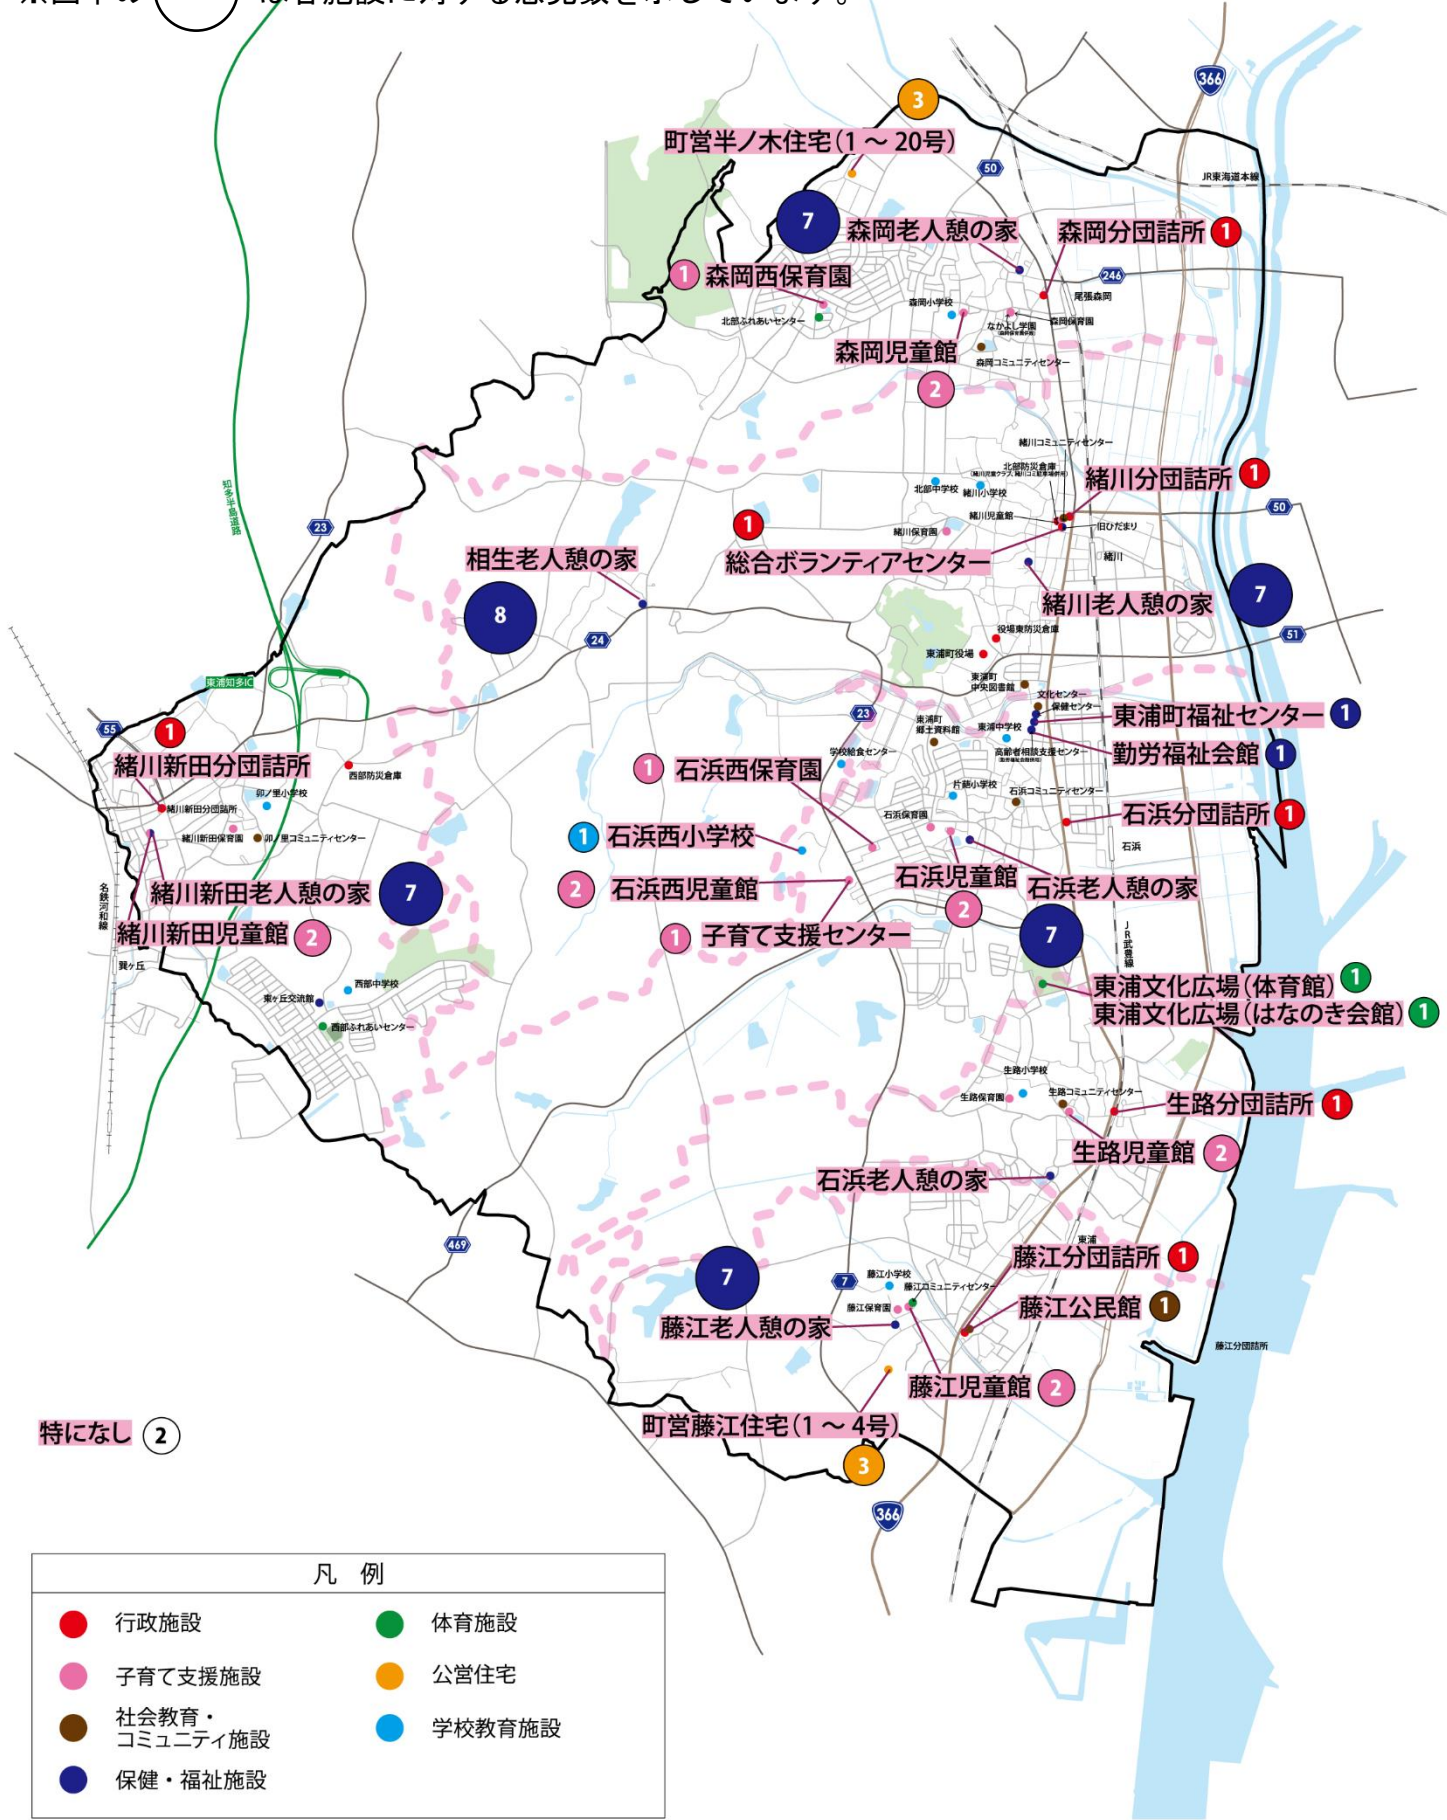 は各施設に対する意見数を示しています。
366
3
町営半ノ木住宅(1 ～ 20号)
50
JR東海道本線
7
森岡老人憩の家
森岡分団詰所 1
1 森岡西保育園
246
尾張森岡
森岡小学校
北部ふれあいセンター
なかよし学園
森岡保育園
森岡児童館
森岡コミュニティセンター
2
緒川コミュニティセンター
北部防災倉庫
緒川分団詰所 1
北部中学校
緒川小学校
知多半島道路
23
1
緒川児童館
50
旧ひだまり
緒川保育園
相生老人憩の家
総合ボランティアセンター
緒川
8
緒川老人憩の家
7
24
役場東防災倉庫
51
東浦町役場
東浦知多IC
東浦町
中央図書館
文化センター
保健センター
23
55
1
東浦町
郷土資料館
東浦中学校
東浦町福祉センター 1
学校給食センター
高齢者相談支援センター
勤労福祉会館 1
緒川新田分団詰所
西部防災倉庫
1 石浜西保育園
片葩小学校
石浜コミュニティセンター
卯ノ里小学校
緒川新田分団詰所
石浜保育園
石浜分団詰所 1
緒川新田保育園
卯ノ里コミュニティセンター
1 石浜西小学校
石浜
名鉄河和線
緒川新田老人憩の家
7
2 石浜西児童館
石浜児童館
石浜老人憩の家
2
緒川新田児童館 2
1 子育て支援センター
7
JR武豊線
巽ヶ丘
西部中学校
東浦文化広場(体育館) 1
東ヶ丘交流館
東浦文化広場(はなのき会館) 1
西部ふれあいセンター
生路小学校
生路保育園
生路コミュニティセンター
生路分団詰所 1
生路児童館 2
石浜老人憩の家
469
東浦
藤江分団詰所 1
7
7
藤江小学校
藤江コミュニティセンター
藤江保育園
藤江公民館 1
藤江老人憩の家
藤江分団詰所
藤江児童館 2
町営藤江住宅(1 ～ 4号)
特になし 2
3
366
凡 例
行政施設
体育施設
子育て支援施設
公営住宅
社会教育・
コミュニティ施設
学校教育施設
保健・福祉施設